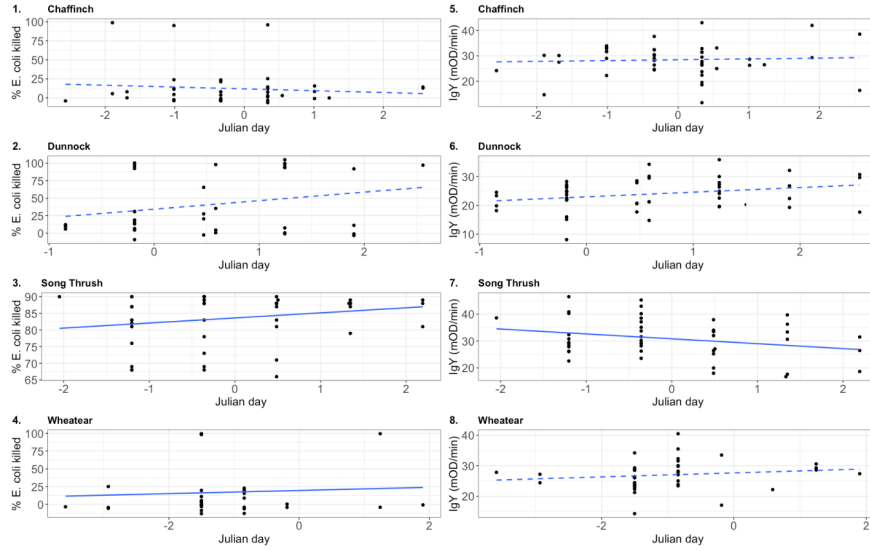 1. Chaffinch
% E. coli killed
100
75
50
25
0
-2 -1 0 1 2
Julian day
2. Dunnock
% E. coli killed
100
75
50
25
0
-1 0 1 2
Julian day
3. Song Thrush
% E. coli killed
90
85
80
75
70
65
-2 -1 0 1 2
Julian day
4. Wheatear
% E. coli killed
100
75
50
25
0
-2 0 2
Julian day
5. Chaffinch
IgY (mOD/min)
40
30
20
-2 -1 0 1 2
Julian day
6. Dunnock
IgY (mOD/min)
30
20
10
0 1 2
Julian day
7. Song Thrush
IgY (mOD/min)
40
30
20
-2 -1 0 1 2
Julian day
8. Wheatear
IgY (mOD/min)
40
30
20
-2 0 2
Julian day